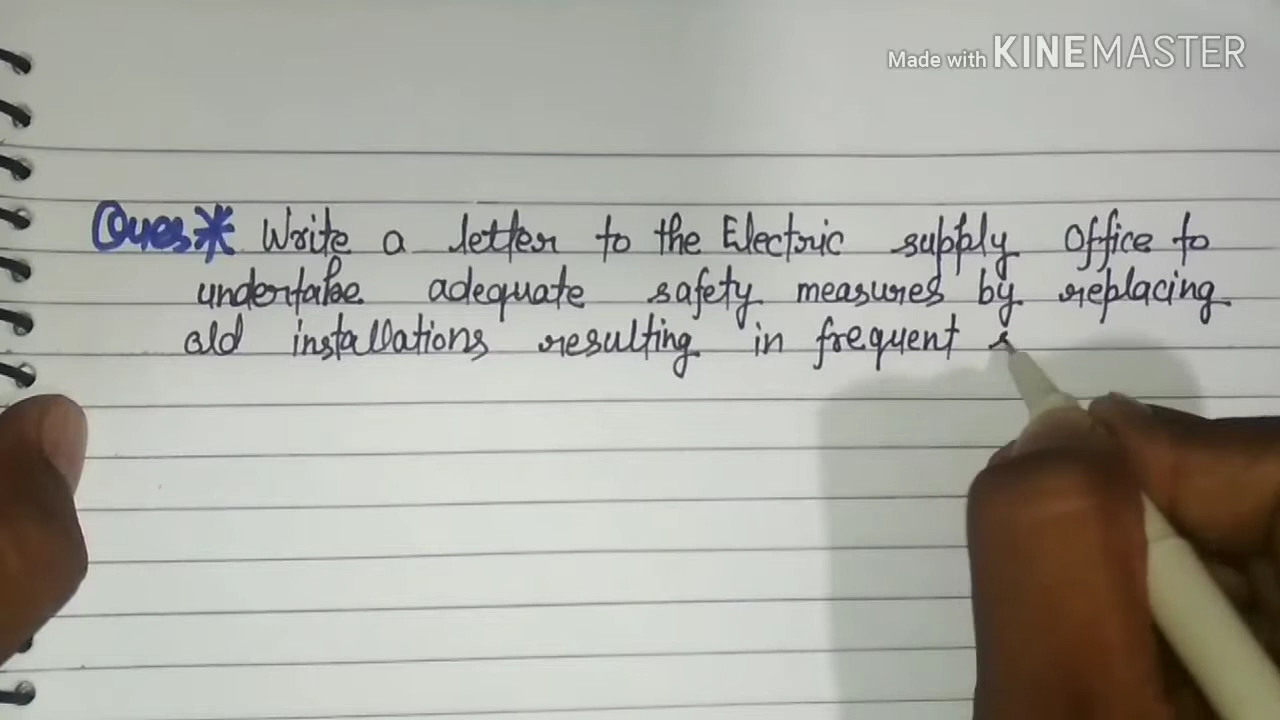 Made with KINEMASTER
Ques* Write a letter to the Electric supply Office to
undertake adequate safety measures by replacing
old installations resulting in frequent s